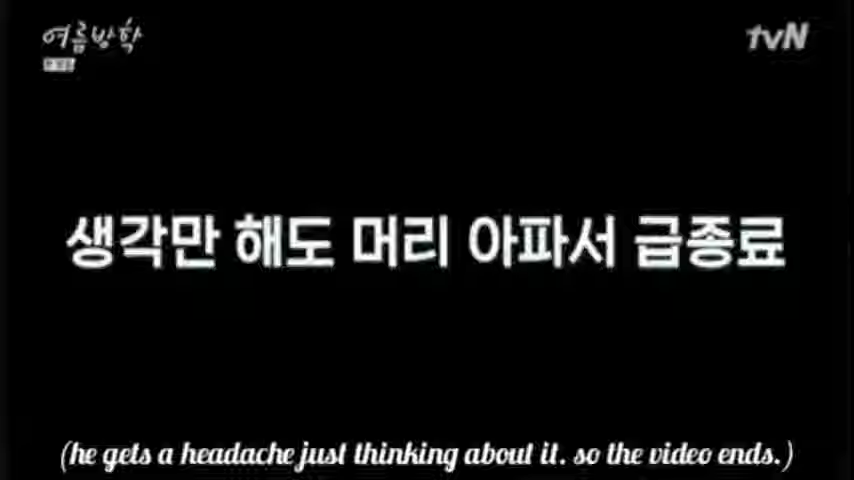 여름방학
tvN
생각만 해도 머리 아파서 급종료
(he gets a headache just thinking about it. so the video ends.)